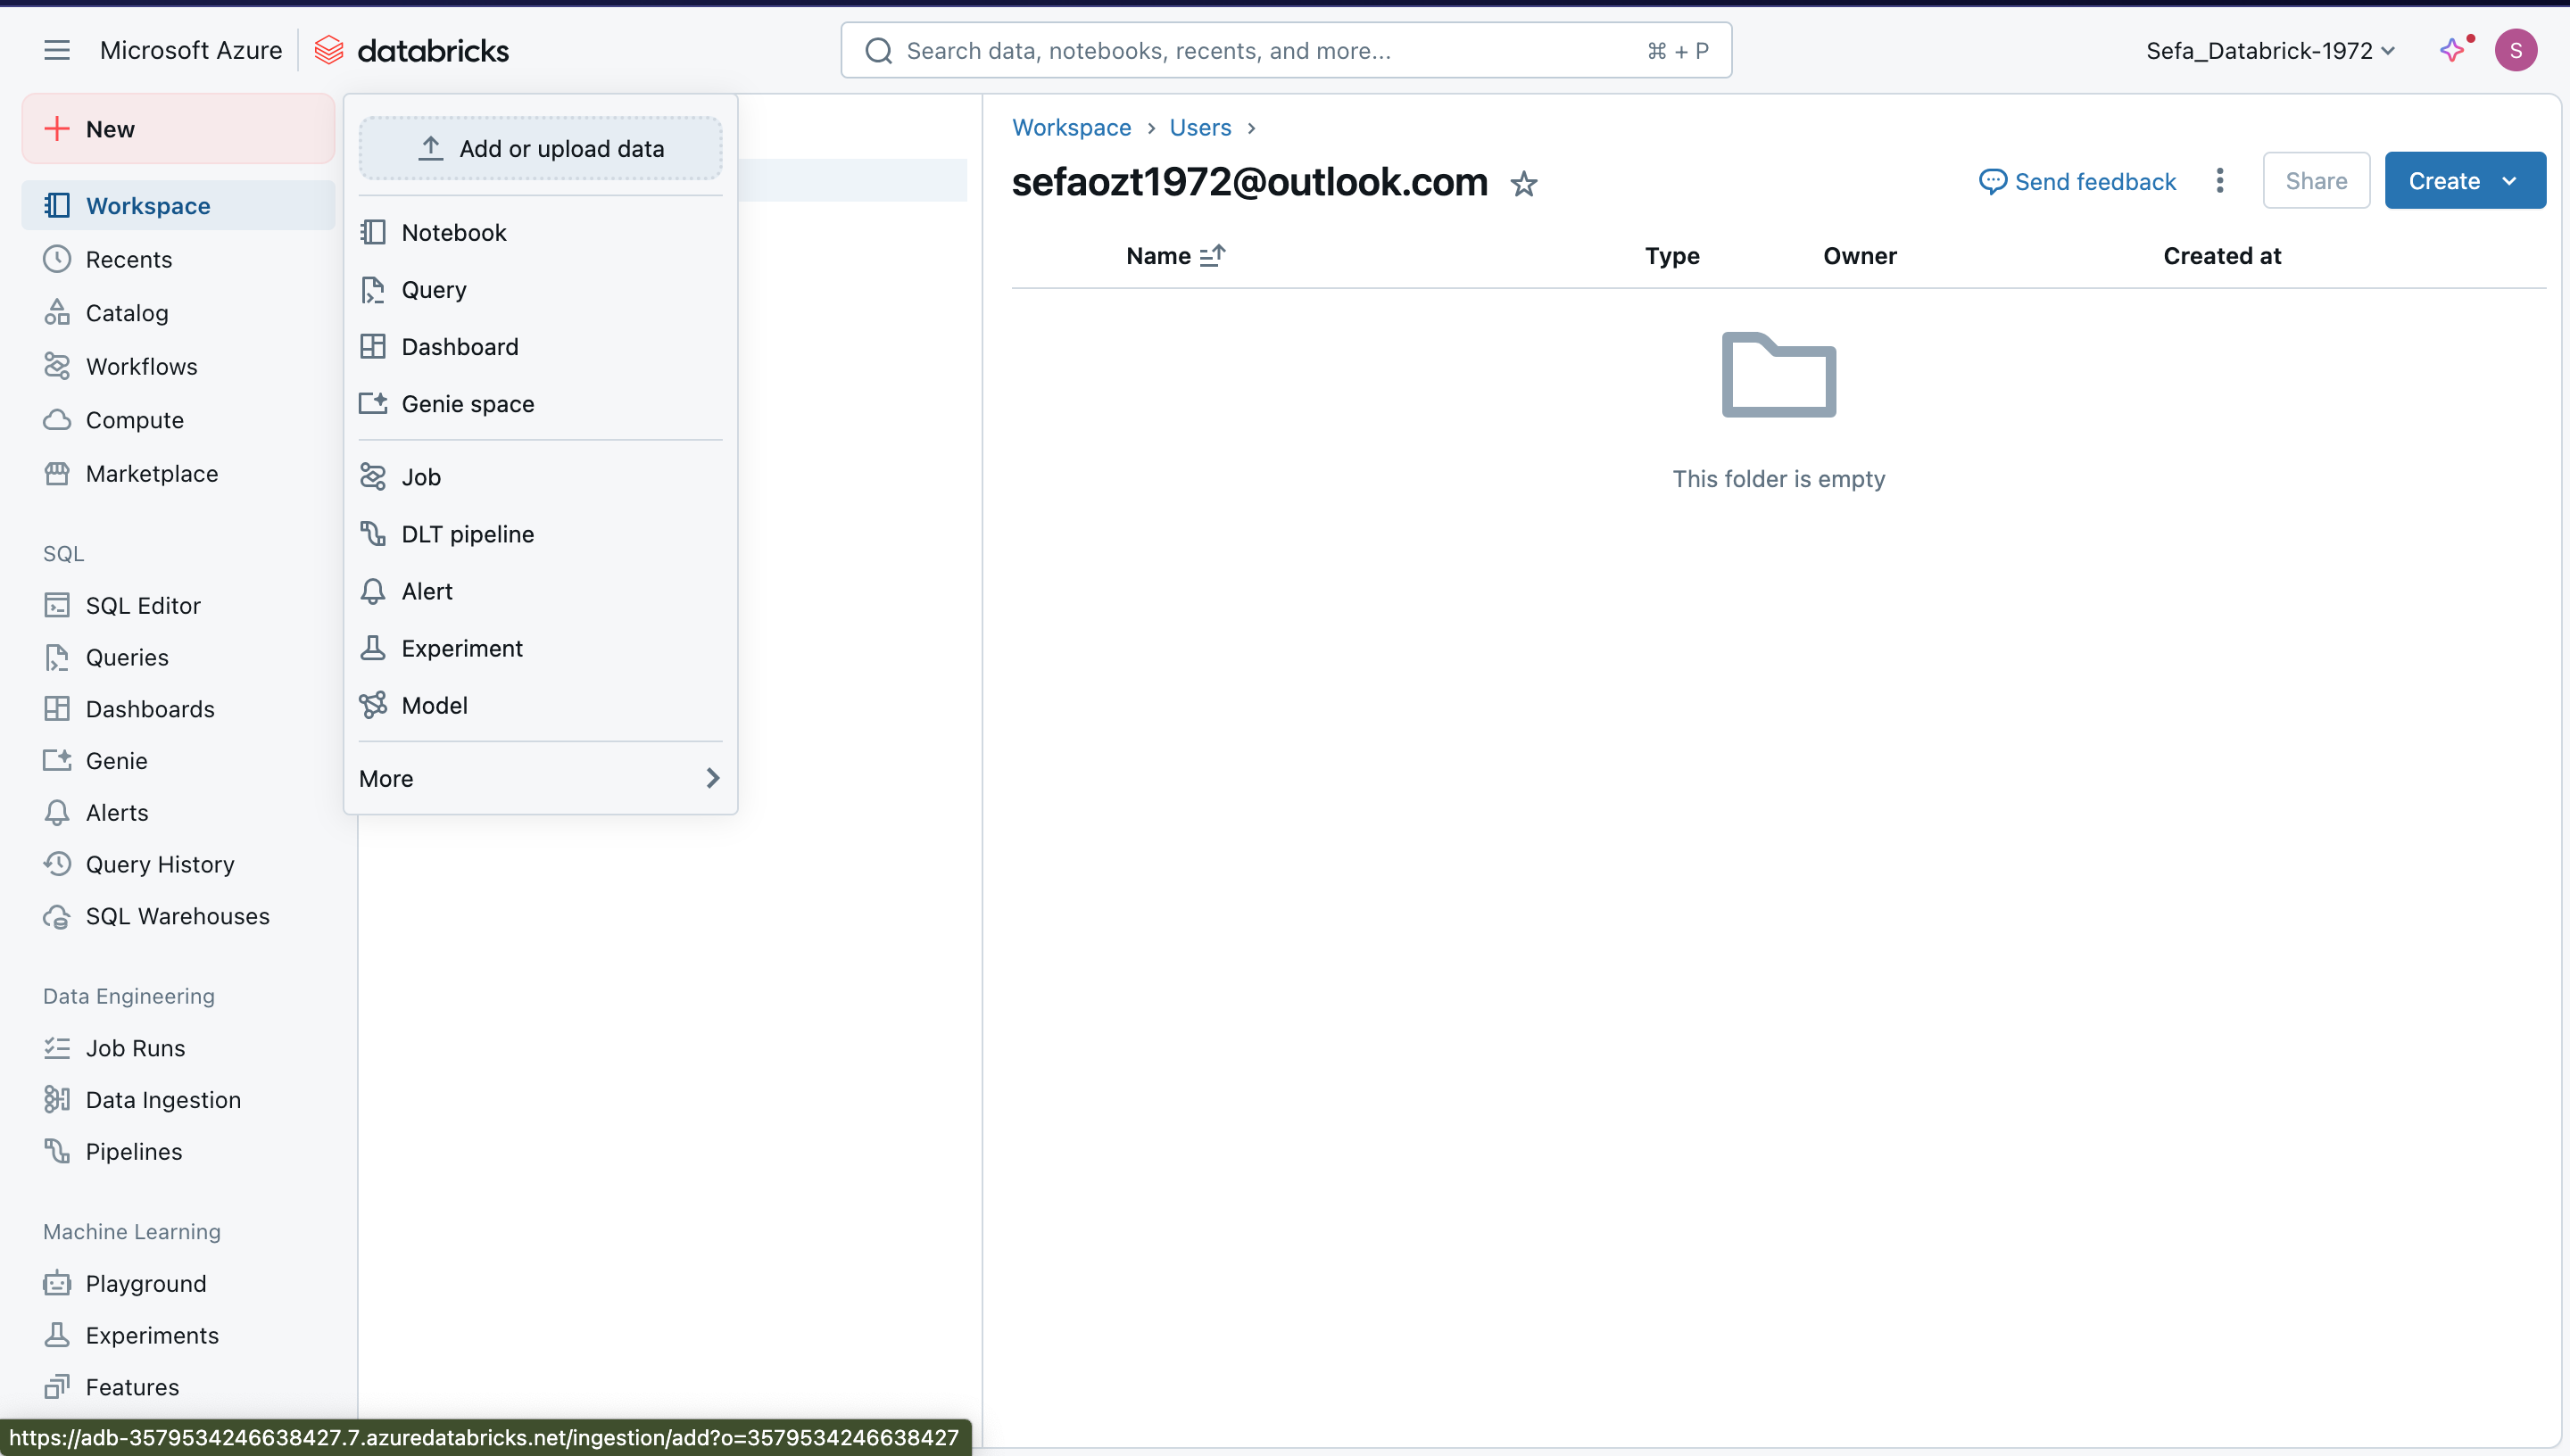 Microsoft Azure databricks
Search data, notebooks, recents, and more...
⌘ + P
Sefa_Databrick-1972
S
New
Workspace
Recents
Catalog
Workflows
Compute
Marketplace
SQL
SQL Editor
Queries
Dashboards
Genie
Alerts
Query History
SQL Warehouses
Data Engineering
Job Runs
Data Ingestion
Pipelines
Machine Learning
Playground
Experiments
Features
Add or upload data
Notebook
Query
Dashboard
Genie space
Job
DLT pipeline
Alert
Experiment
Model
More
Workspace > Users >
sefaozt1972@outlook.com
Send feedback
Share
Create
Name Type Owner Created at
This folder is empty
https://adb-3579534246638427.7.azuredatabricks.net/ingestion/add?o=3579534246638427